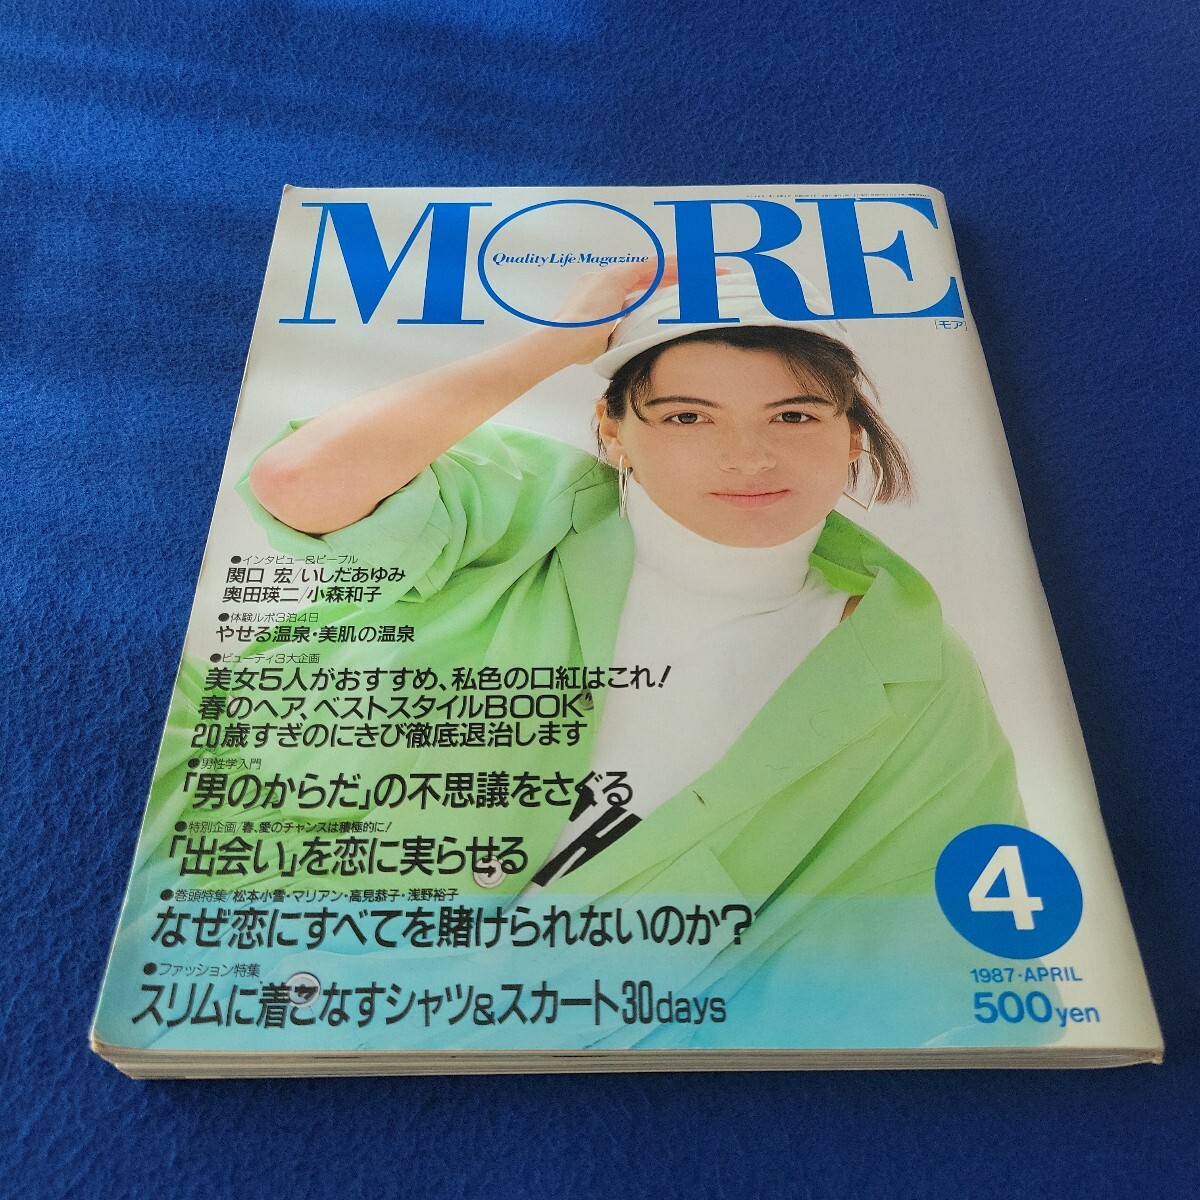 MORE
Quality Life Magazine
[モア]
●インタビュー&ピープル
関口 宏/いしだあゆみ
奥田瑛二/小森和子
●体験ルポ3泊4日
やせる温泉・美肌の温泉
●ビューティ3大企画
美女5人がおすすめ、私色の口紅はこれ!
春のヘア、ベストスタイルBOOK
20歳すぎのにきび徹底退治します
●男性学入門
「男のからだ」の不思議をさぐる
●特別企画/春、愛のチャンスは積極的に!
「出会い」を恋に実らせる
●巻頭特集/松本小雪・マリアン・高見恭子・浅野裕子
なぜ恋にすべてを賭けられないのか?
●ファッション特集
スリムに着こなすシャツ&スカート30days
4
1987・APRIL
500yen